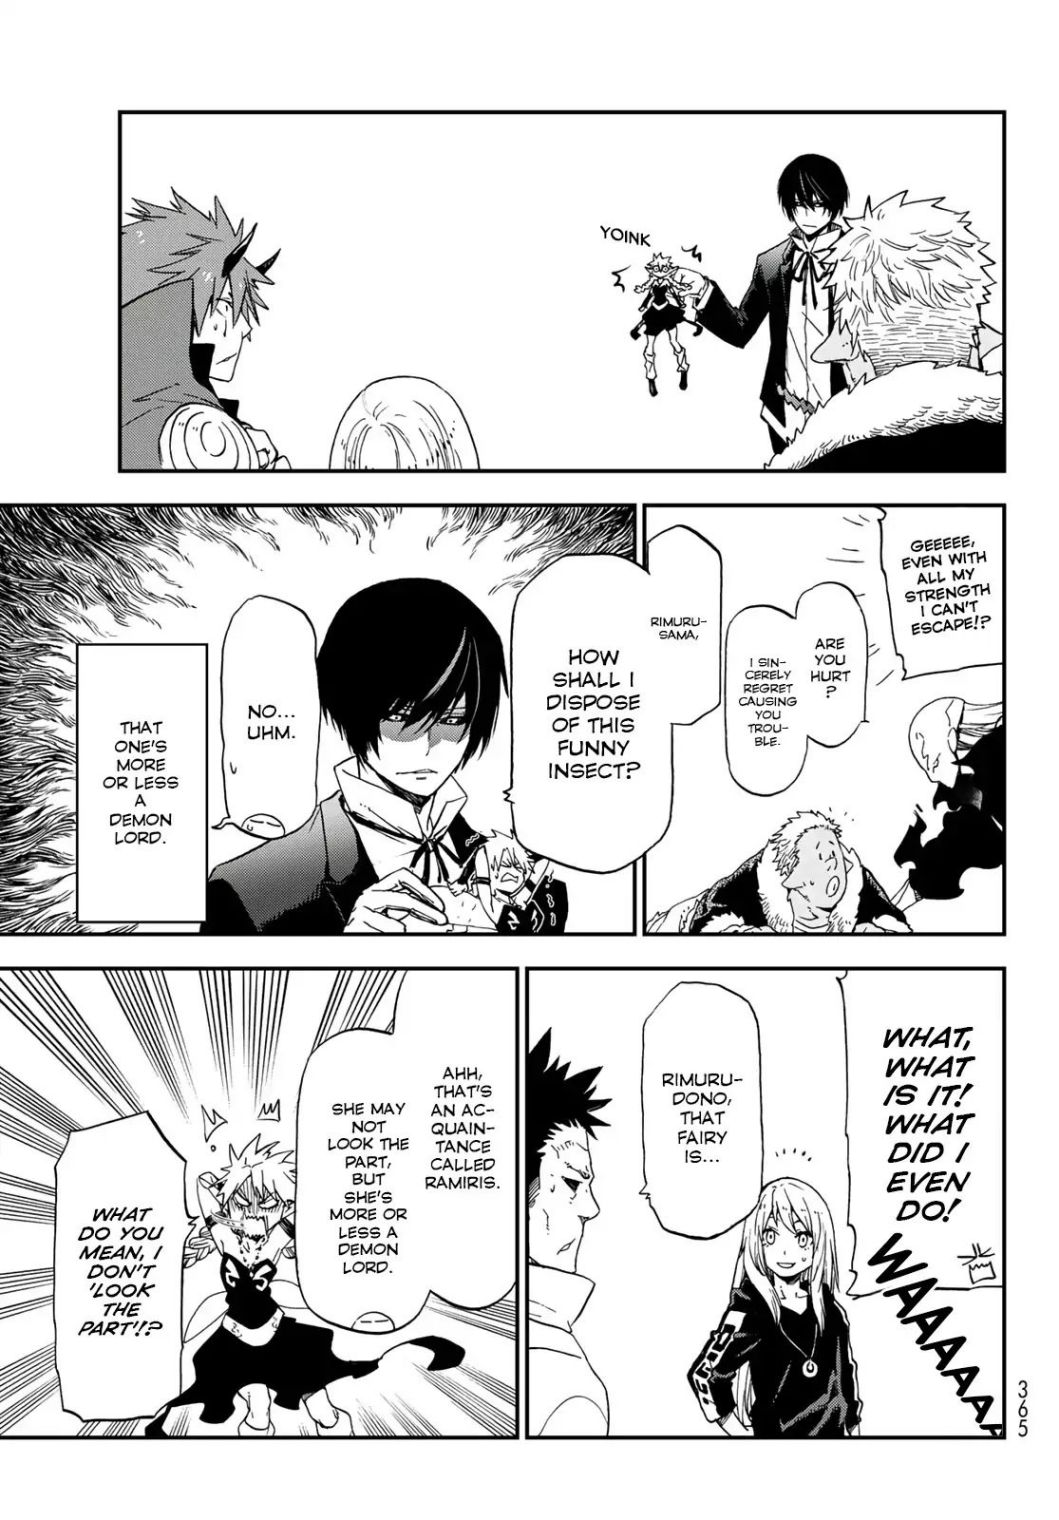 YOINK
GEEEEE,
EVEN WITH
ALL MY
STRENGTH
I CAN'T
ESCAPE!?
ARE
YOU
HURT
?
I SIN-
CERELY
REGRET
CAUSING
YOU
TROU-
BLE.
RIMURU-
SAMA,
HOW
SHALL I
DISPOSE
OF THIS
FUNNY
INSECT?
NO...
UHM.
THAT
ONE'S
MORE
OR LESS
A
DEMON
LORD.
WHAT,
WHAT
IS IT!
WHAT
DID I
EVEN
DO!
WAAAAAA
RIMURU-
DONO,
THAT
FAIRY
IS...
AHH,
THAT'S
AN AC-
QUAIN-
TANCE
CALLED
RAMIRIS.
SHE MAY
NOT
LOOK THE
PART,
BUT
SHE'S
MORE OR
LESS A
DEMON
LORD.
WHAT
DO YOU
MEAN, I
DON'T
'LOOK
THE
PART'!?
365